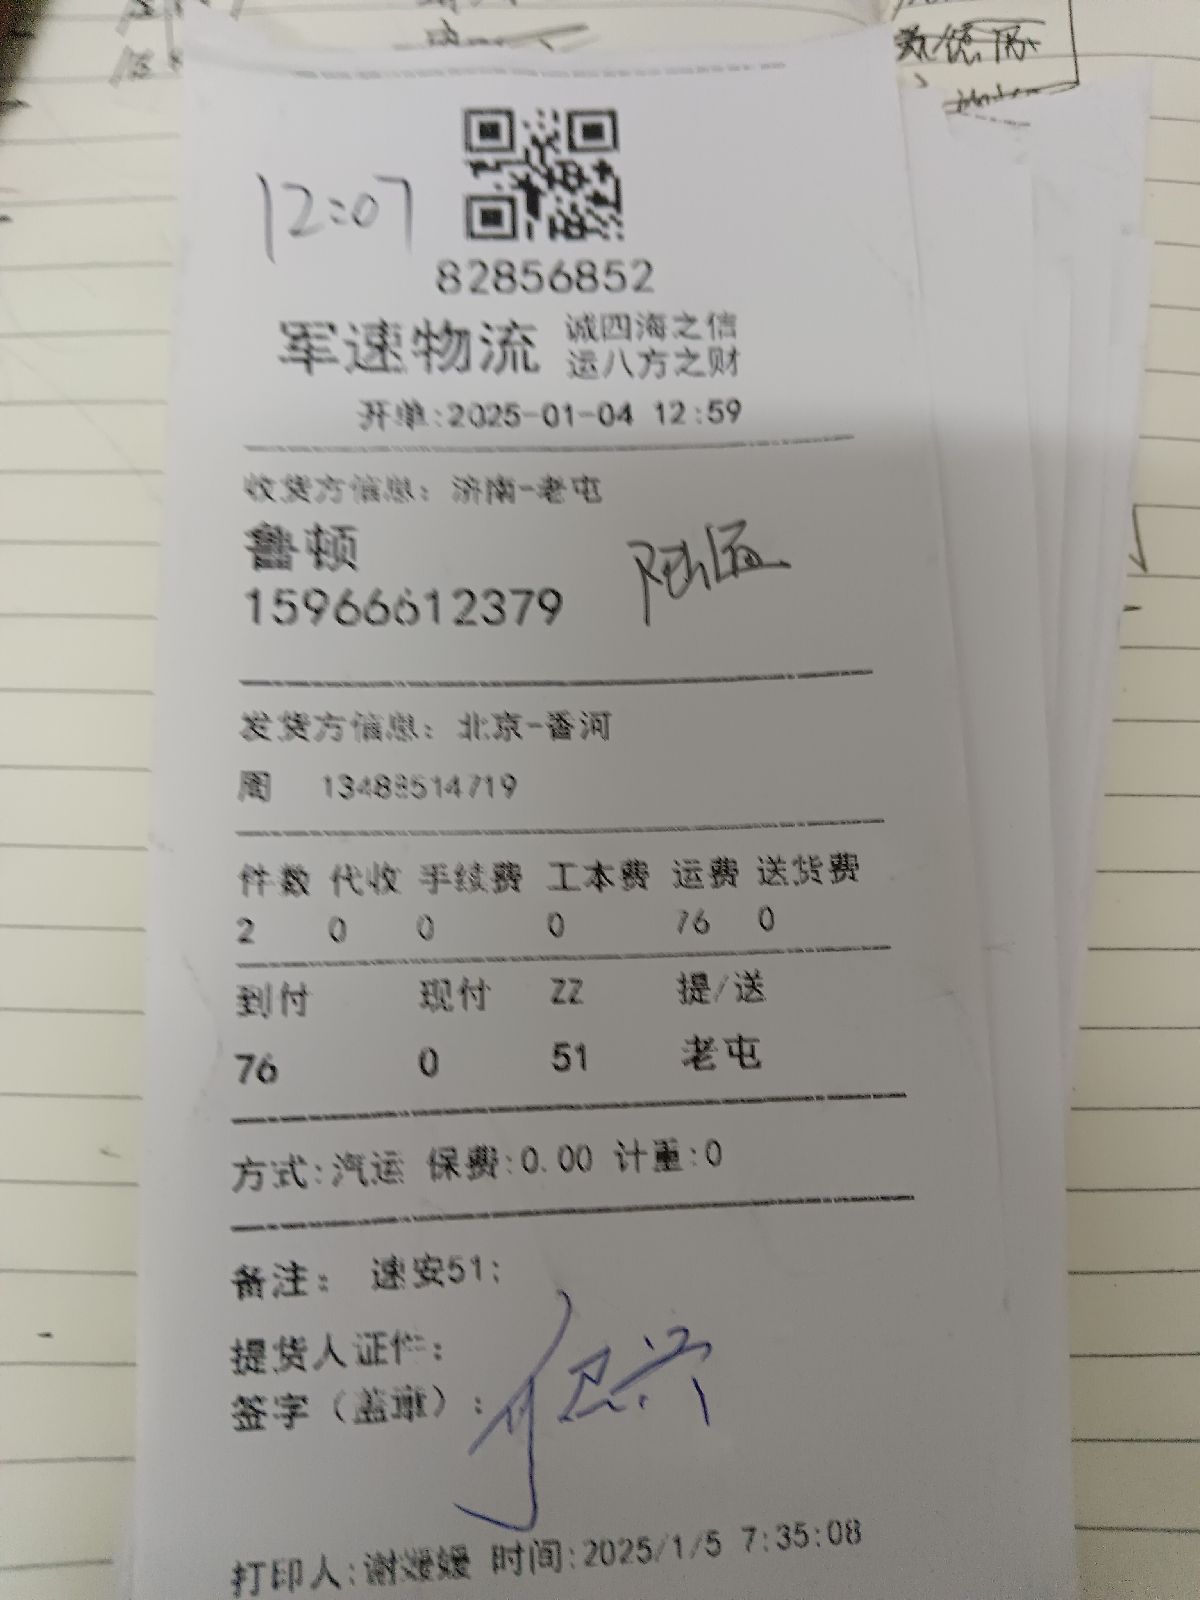 12:07
82856852
军速物流 诚四海之信
运八方之财
开单:2025-01-04 12:59
收货方信息: 济南-老屯
鲁顿
15966612379
发货方信息: 北京-香河
周 13488514719
件数 代收 手续费 工本费 运费 送货费
2 0 0 0 76 0
到付 现付 ZZ 提/送
76 0 51 老屯
方式:汽运 保费:0.00 计重:0
备注: 速安51;
提货人证件:
签字(盖章):
打印人:谢媛媛 时间:2025/1/5 7:35:08